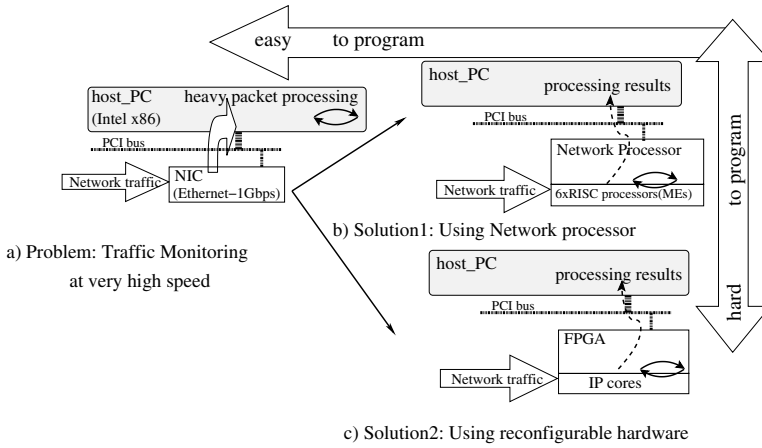 easy to program
host_PC
heavy packet processing
(Intel x86)
PCI bus
NIC
(Ethernet−1Gbps)
Network traffic
a) Problem: Traffic Monitoring
at very high speed
host_PC
processing results
PCI bus
Network Processor
Network traffic
6xRISC processors(MEs)
b) Solution1: Using Network processor
host_PC
processing results
PCI bus
FPGA
Network traffic
IP cores
c) Solution2: Using reconfigurable hardware
hard to program